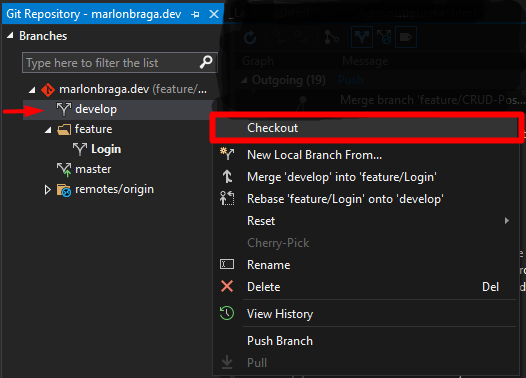 Git Repository - marlonbraga.dev
Branches
Type here to filter the list
marlonbraga.dev (feature/...
develop
feature
Login
master
remotes/origin
Graph Message
Outgoing (19) Push
Merge branch 'feature/CRUD-Pos...
Checkout
New Local Branch From...
Merge 'develop' into 'feature/Login'
Rebase 'feature/Login' onto 'develop'
Reset
Cherry-Pick
Rename
Delete Del
View History
Push Branch
Pull